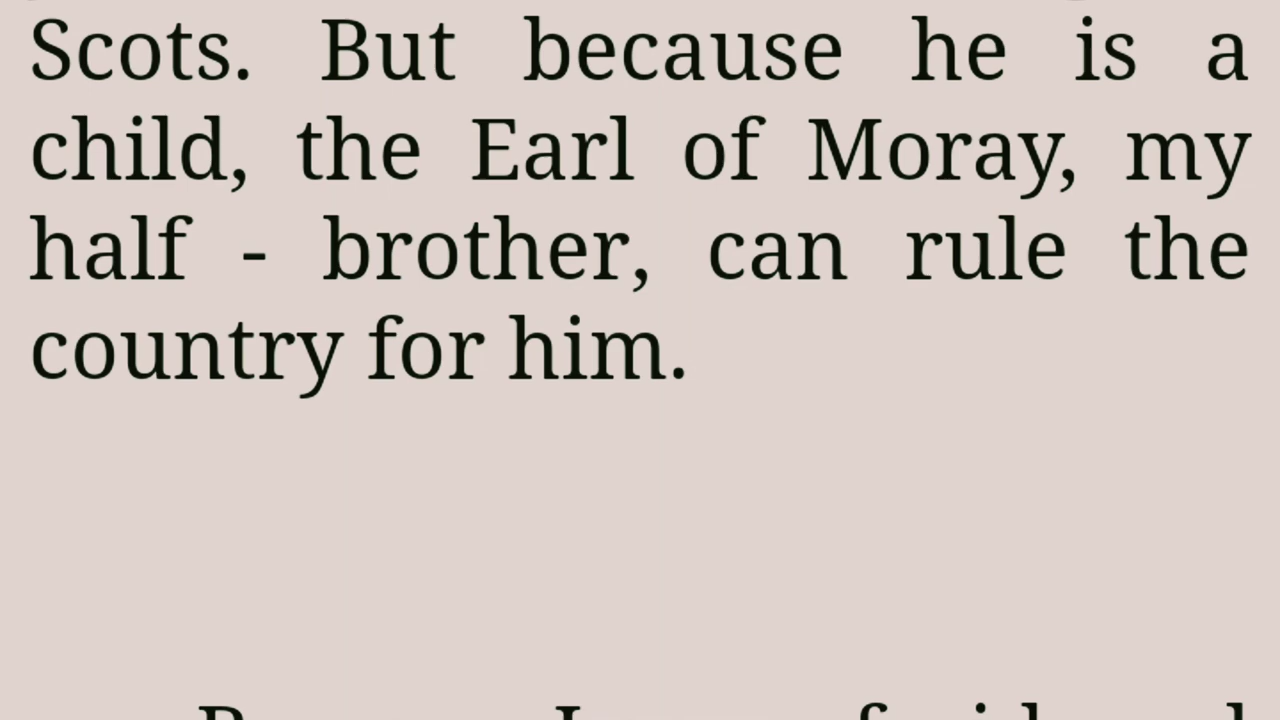 Scots. But because he is a
child, the Earl of Moray, my
half - brother, can rule the
country for him.